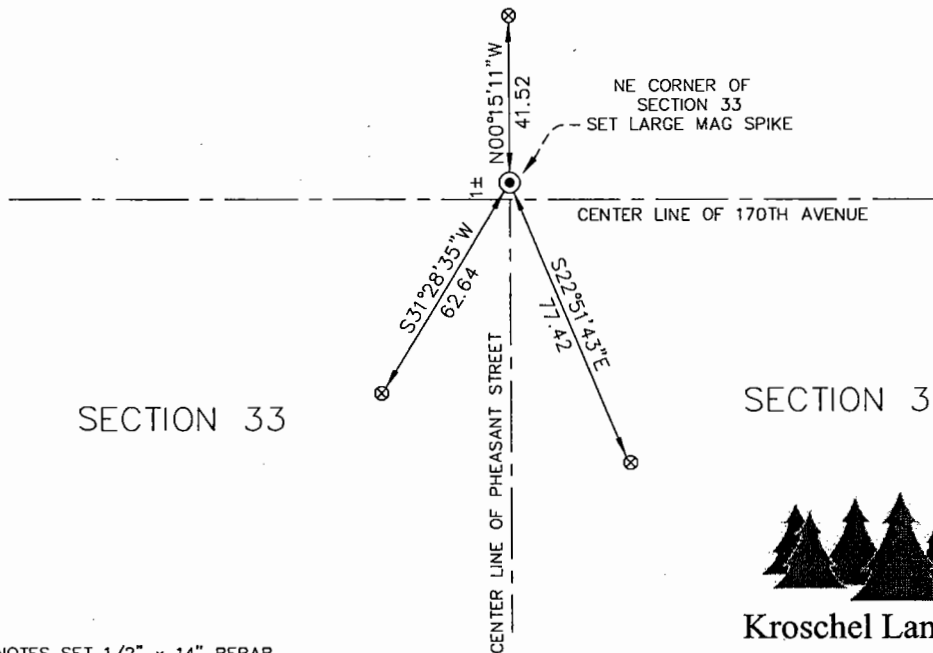 N00°15'11"W
41.52
NE CORNER OF
SECTION 33
SET LARGE MAG SPIKE
1±
CENTER LINE OF 170TH AVENUE
S31°28'35"W
62.64
S22°51'43"E
77.42
CENTER LINE OF PHEASANT STREET
SECTION 33
SECTION 3
Kroschel Lan
NOTES SET 1/2" x 14" REBAR